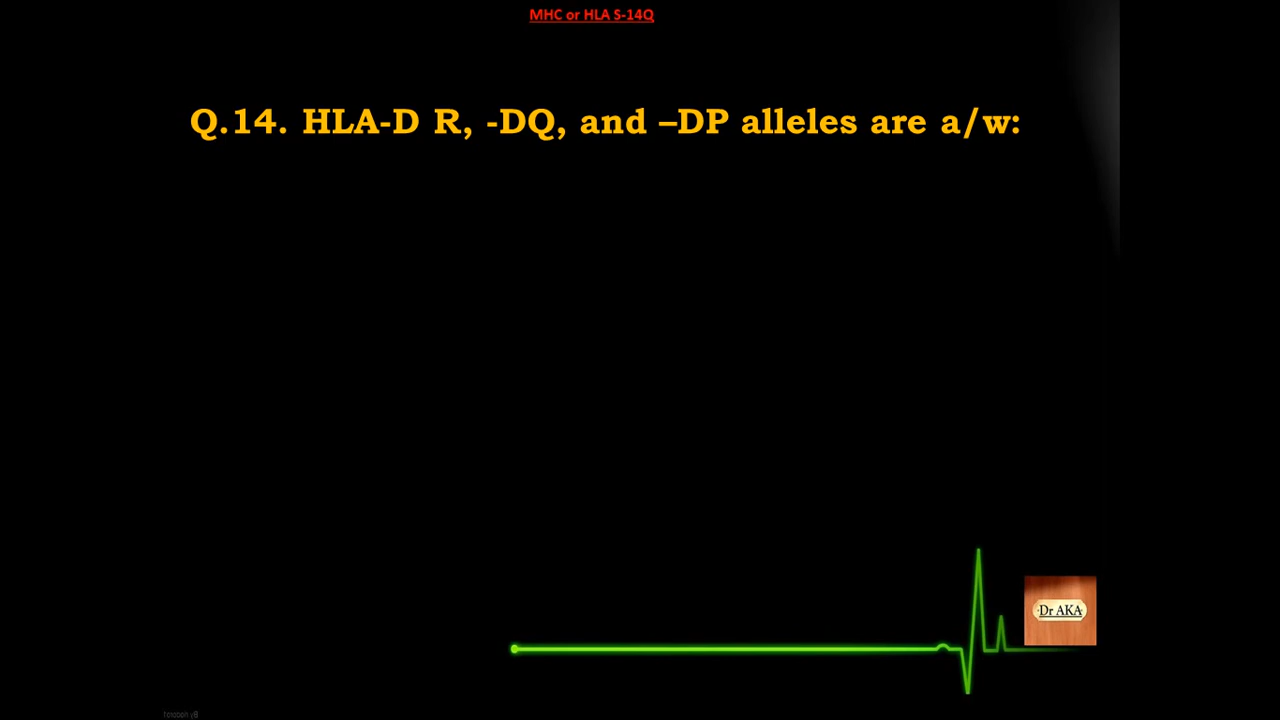 MHC or HLA S-14Q
Q.14. HLA-D R, -DQ, and –DP alleles are a/w:
Dr AKA